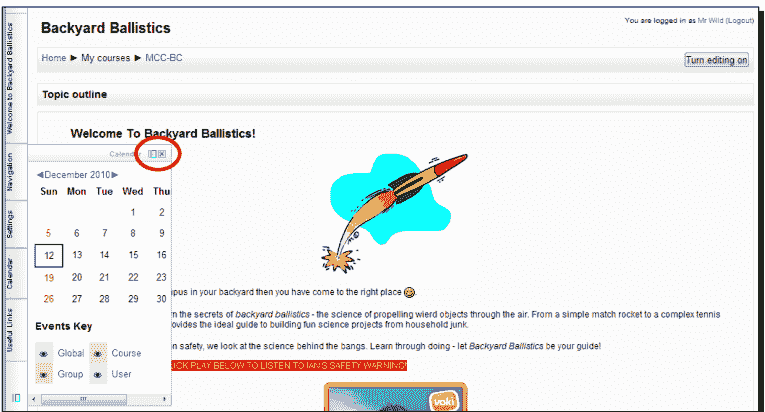 Backyard Ballistics
You are logged in as Mr Wild (Logout)
Home ► My courses ► MCC-BC
Turn editing on
Topic outline
Welcome to Backyard Ballistics
Navigation
Settings
Calendar
Useful Links
Welcome To Backyard Ballistics!
Calendar
◄December 2010►
Sun Mon Tue Wed Thu
1 2
5 6 7 8 9
12 13 14 15 16
19 20 21 22 23
26 27 28 29 30
Events Key
Global Course
Group User
in your backyard then you have come to the right place
the secrets of backyard ballistics - the science of propelling wierd objects through the air. From a simple match rocket to a complex tennis
provides the ideal guide to building fun science projects from household junk.
safety, we look at the science behind the bangs. Learn through doing - let Backyard Ballistics be your guide!
PLAY BELOW TO LISTEN TO IAN'S SAFETY WARNING!
voki